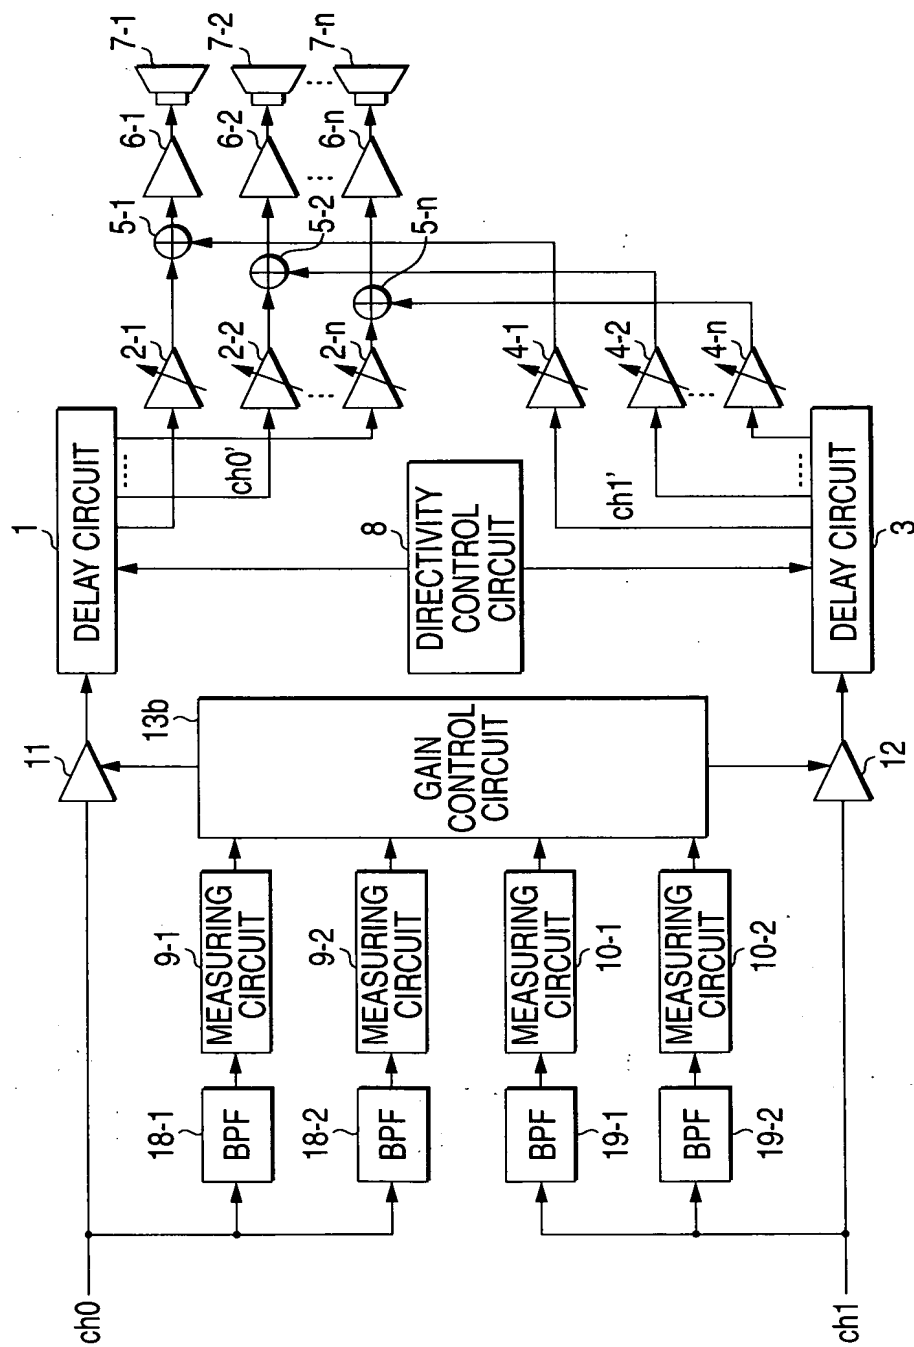 ch0
ch1
18-1
BPF
18-2
BPF
19-1
BPF
19-2
BPF
9-1
MEASURING
CIRCUIT
9-2
MEASURING
CIRCUIT
10-1
MEASURING
CIRCUIT
10-2
MEASURING
CIRCUIT
11
12
13b
GAIN
CONTROL
CIRCUIT
1
DELAY CIRCUIT
8
DIRECTIVITY
CONTROL
CIRCUIT
3
DELAY CIRCUIT
ch0'
ch1'
2-1
2-2
2-n
4-1
4-2
4-n
5-1
5-2
5-n
6-1
6-2
6-n
7-1
7-2
7-n